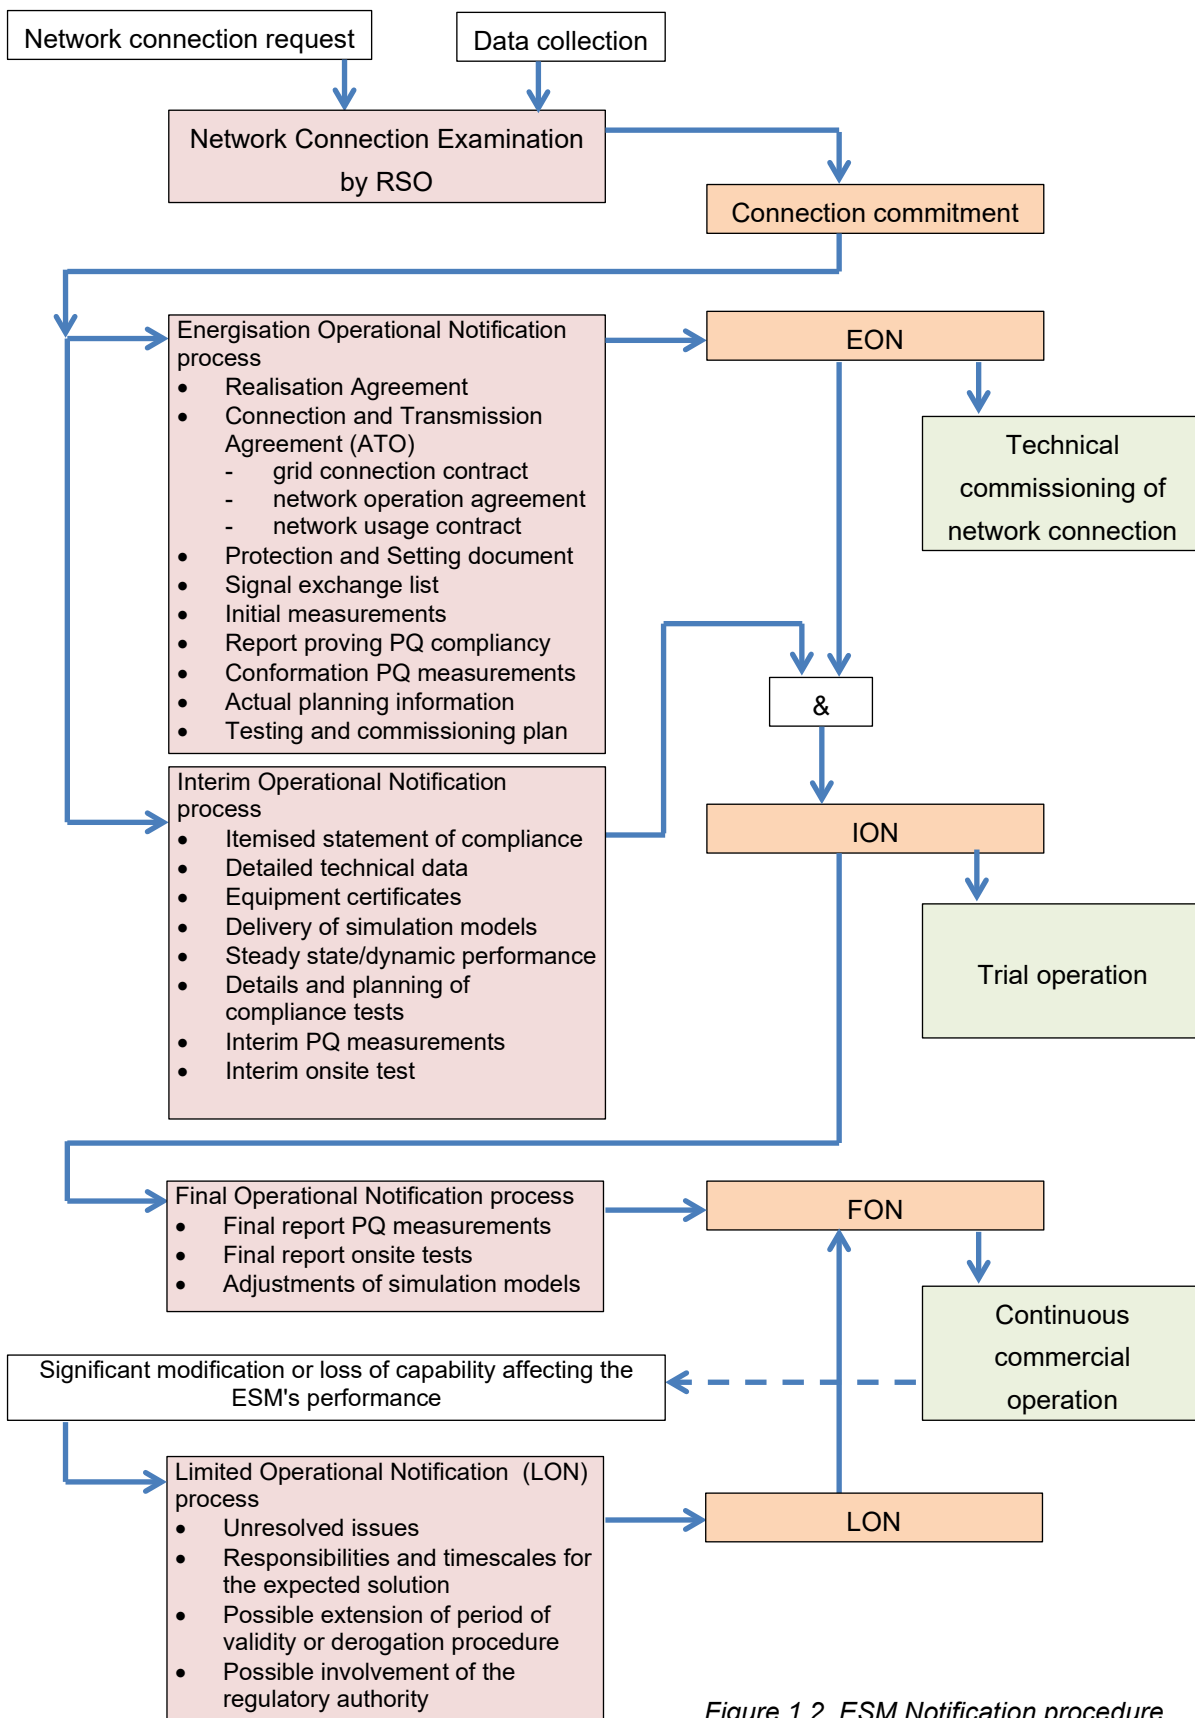 Network connection request
Data collection
Network Connection Examination
by RSO
Connection commitment
Energisation Operational Notification
process
• Realisation Agreement
• Connection and Transmission
Agreement (ATO)
- grid connection contract
- network operation agreement
- network usage contract
• Protection and Setting document
• Signal exchange list
• Initial measurements
• Report proving PQ compliancy
• Conformation PQ measurements
• Actual planning information
• Testing and commissioning plan
EON
Technical
commissioning of
network connection
&
Interim Operational Notification
process
• Itemised statement of compliance
• Detailed technical data
• Equipment certificates
• Delivery of simulation models
• Steady state/dynamic performance
• Details and planning of
compliance tests
• Interim PQ measurements
• Interim onsite test
ION
Trial operation
Final Operational Notification process
• Final report PQ measurements
• Final report onsite tests
• Adjustments of simulation models
FON
Continuous
commercial
operation
Significant modification or loss of capability affecting the
ESM's performance
Limited Operational Notification (LON)
process
• Unresolved issues
• Responsibilities and timescales for
the expected solution
• Possible extension of period of
validity or derogation procedure
• Possible involvement of the
regulatory authority
LON
Figure 1.2 ESM Notification procedure